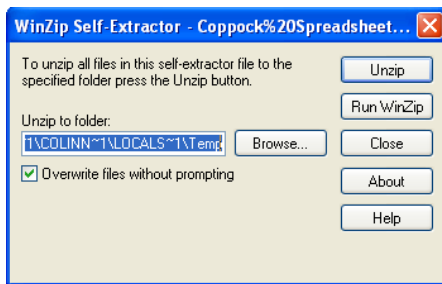 WinZip Self-Extractor - Coppock%20Spreadsheet...
To unzip all files in this self-extractor file to the
specified folder press the Unzip button.
Unzip to folder:
1\COLINN~1\LOCALS~1\Temp
Browse...
Overwrite files without prompting
Unzip
Run WinZip
Close
About
Help